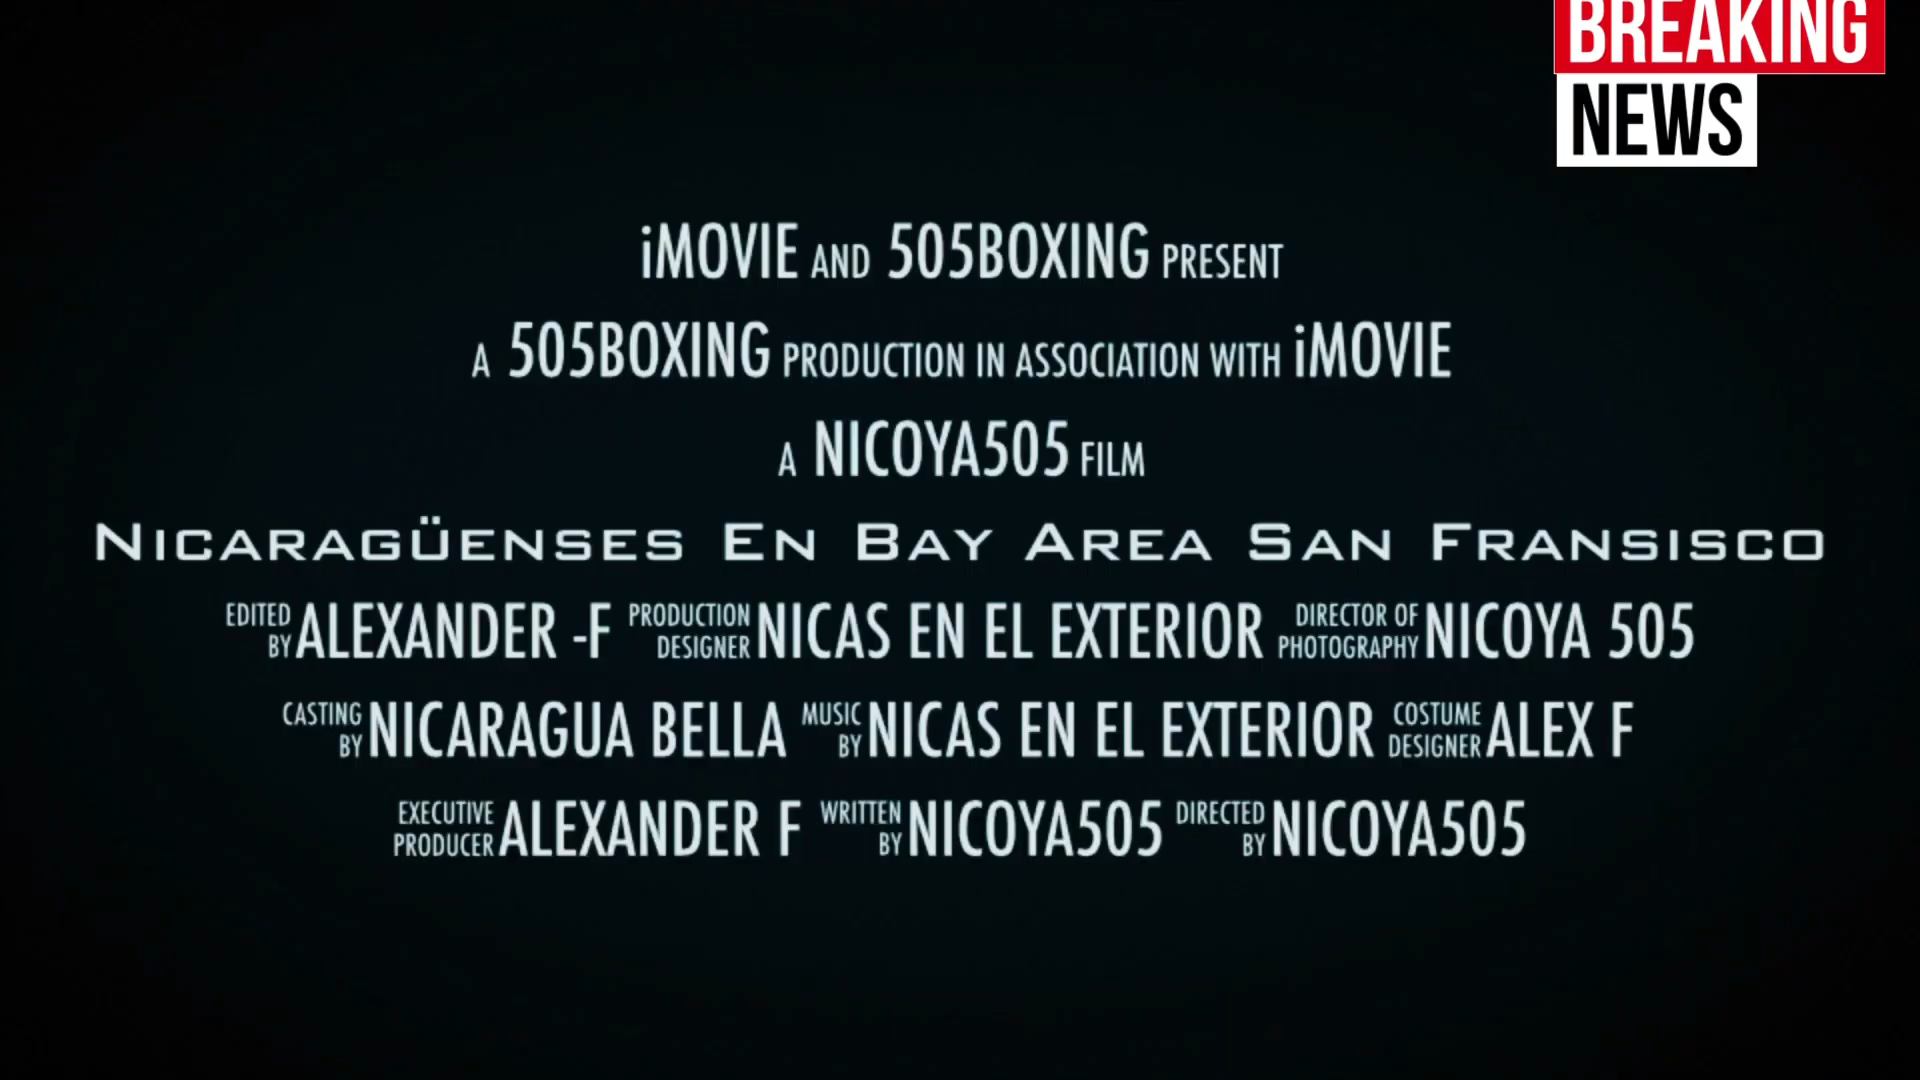 BREAKING
NEWS
iMOVIE AND 505BOXING PRESENT
A 505BOXING PRODUCTION IN ASSOCIATION WITH iMOVIE
A NICOYA505 FILM
NICARAGÜENSES EN BAY AREA SAN FRANSISCO
EDITED BY ALEXANDER -F PRODUCTION DESIGNER NICAS EN EL EXTERIOR DIRECTOR OF PHOTOGRAPHY NICOYA 505
CASTING BY NICARAGUA BELLA MUSIC BY NICAS EN EL EXTERIOR COSTUME DESIGNER ALEX F
EXECUTIVE PRODUCER ALEXANDER F WRITTEN BY NICOYA505 DIRECTED BY NICOYA505